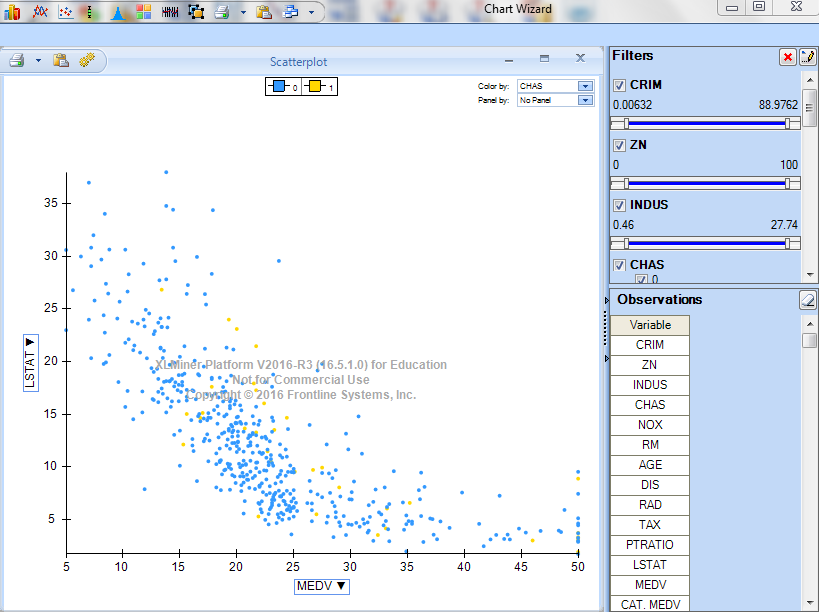 Chart Wizard
Scatterplot
0 1
Color by: CHAS
Panel by: No Panel
35
30
25
20
15
10
5
LSTAT ▶
XLMiner Platform V2016-R3 (16.5.1.0) for Education
Not for Commercial Use
Copyright © 2016 Frontline Systems, Inc.
5 10 15 20 25 30 35 40 45 50
MEDV ▼
Filters
CRIM
0.00632 88.9762
ZN
0 100
INDUS
0.46 27.74
CHAS
0
Observations
Variable
CRIM
ZN
INDUS
CHAS
NOX
RM
AGE
DIS
RAD
TAX
PTRATIO
LSTAT
MEDV
CAT. MEDV